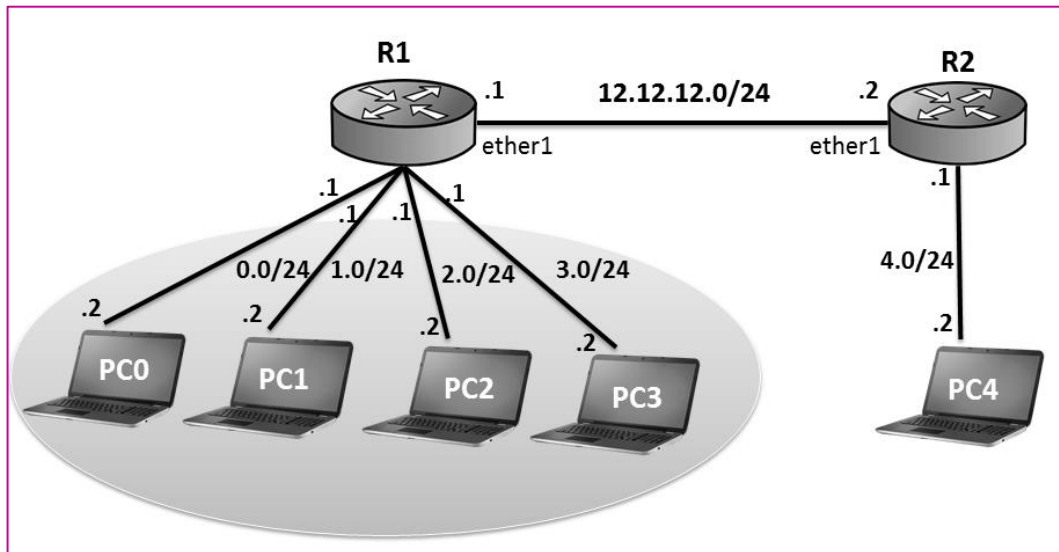 R1
R2
.1
12.12.12.0/24
.2
ether1
ether1
.1
.1
.1
.1
.1
0.0/24
1.0/24
2.0/24
3.0/24
4.0/24
.2
.2
.2
.2
.2
PC0
PC1
PC2
PC3
PC4